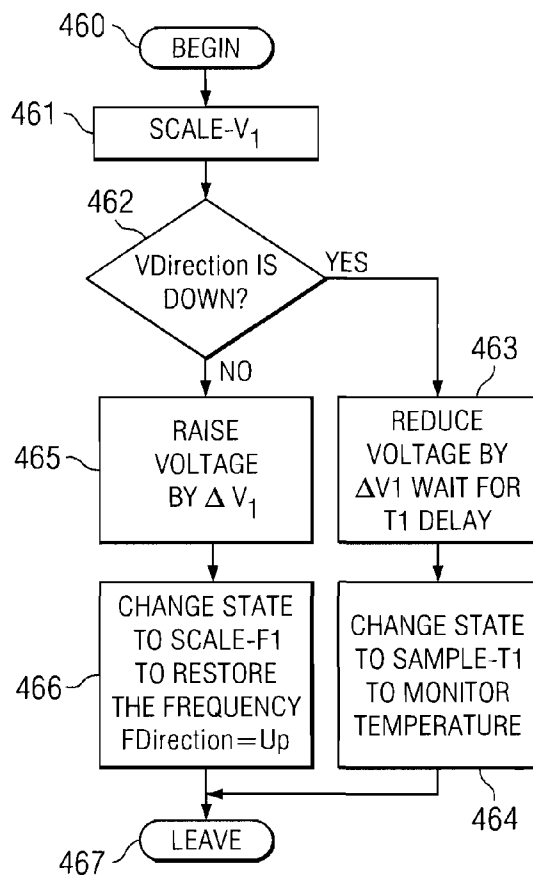 460
BEGIN
461
SCALE-V1
462
VDirection IS
DOWN?
YES
NO
463
465
RAISE
VOLTAGE
BY Δ V1
REDUCE
VOLTAGE BY
ΔV1 WAIT FOR
T1 DELAY
466
CHANGE STATE
TO SCALE-F1
TO RESTORE
THE FREQUENCY
FDirection=Up
CHANGE STATE
TO SAMPLE-T1
TO MONITOR
TEMPERATURE
464
LEAVE
467